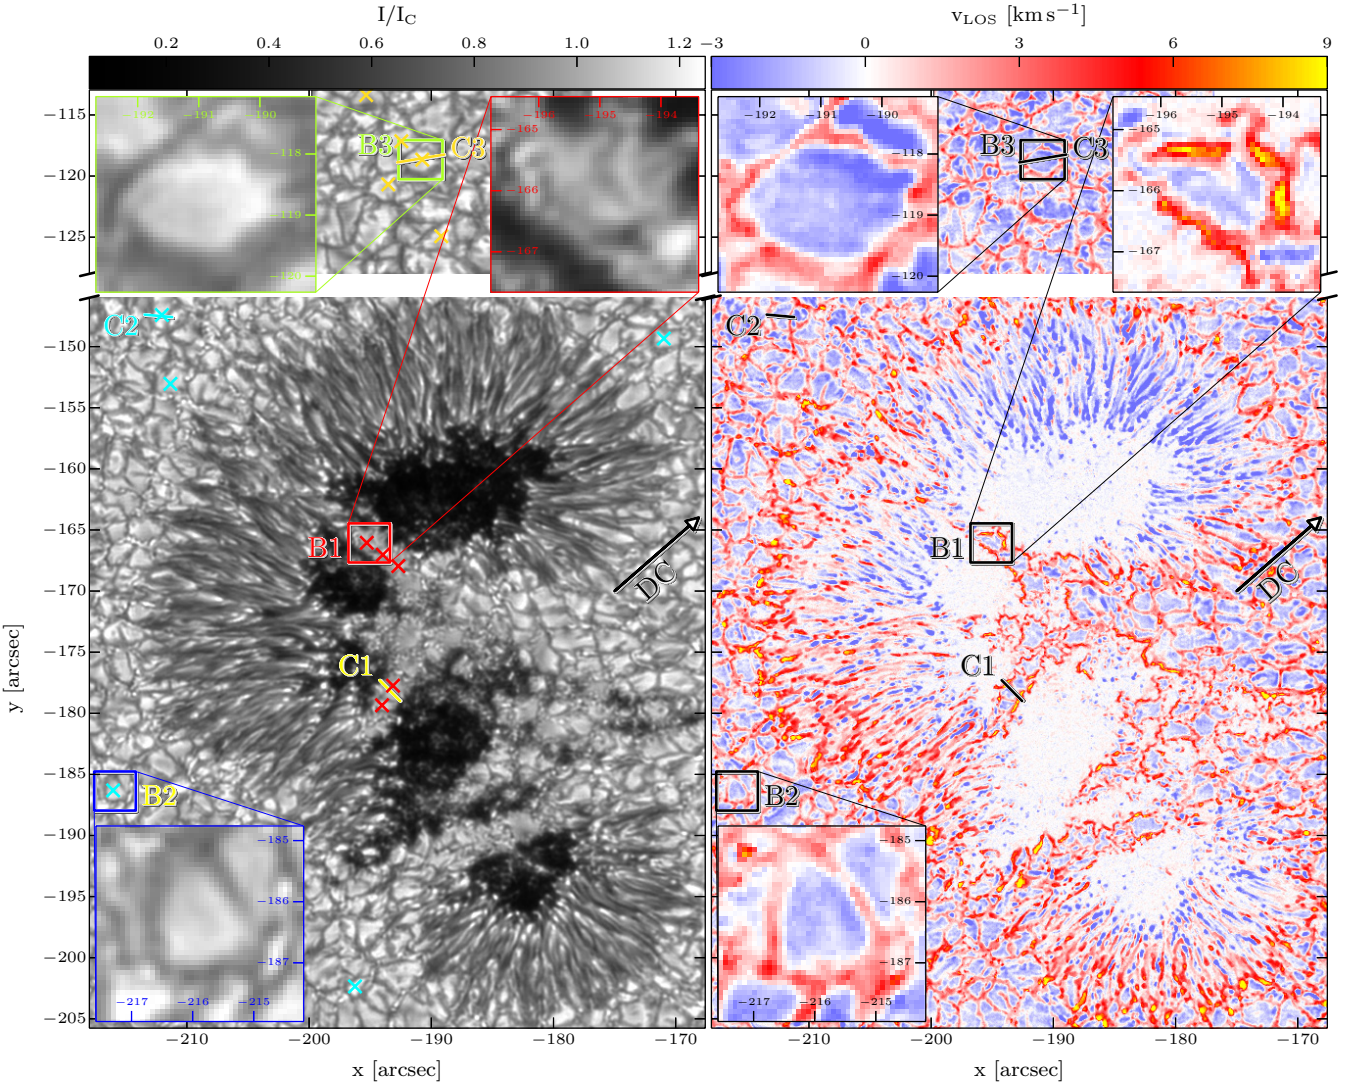 I/I_C
v_LOS [km s⁻¹]
0.2 0.4 0.6 0.8 1.0 1.2
−3 0 3 6 9
−115
−120
−125
−191 −190
−118
−119
−120
B3
C3
−195 −194
−165
−166
−167
−192 −191 −190
−118
−119
−120
B3
C3
−196 −195 −194
−165
−166
−167
C2
C2
−150
−155
−160
−165
−170
−175
−180
−185
−190
−195
−200
−205
B1
DC
C1
B2
−185
−186
−187
−217 −216 −215
B1
DC
C1
B2
−185
−186
−187
−217 −216 −215
−210 −200 −190 −180 −170
−210 −200 −190 −180 −170
x [arcsec]
x [arcsec]
y [arcsec]